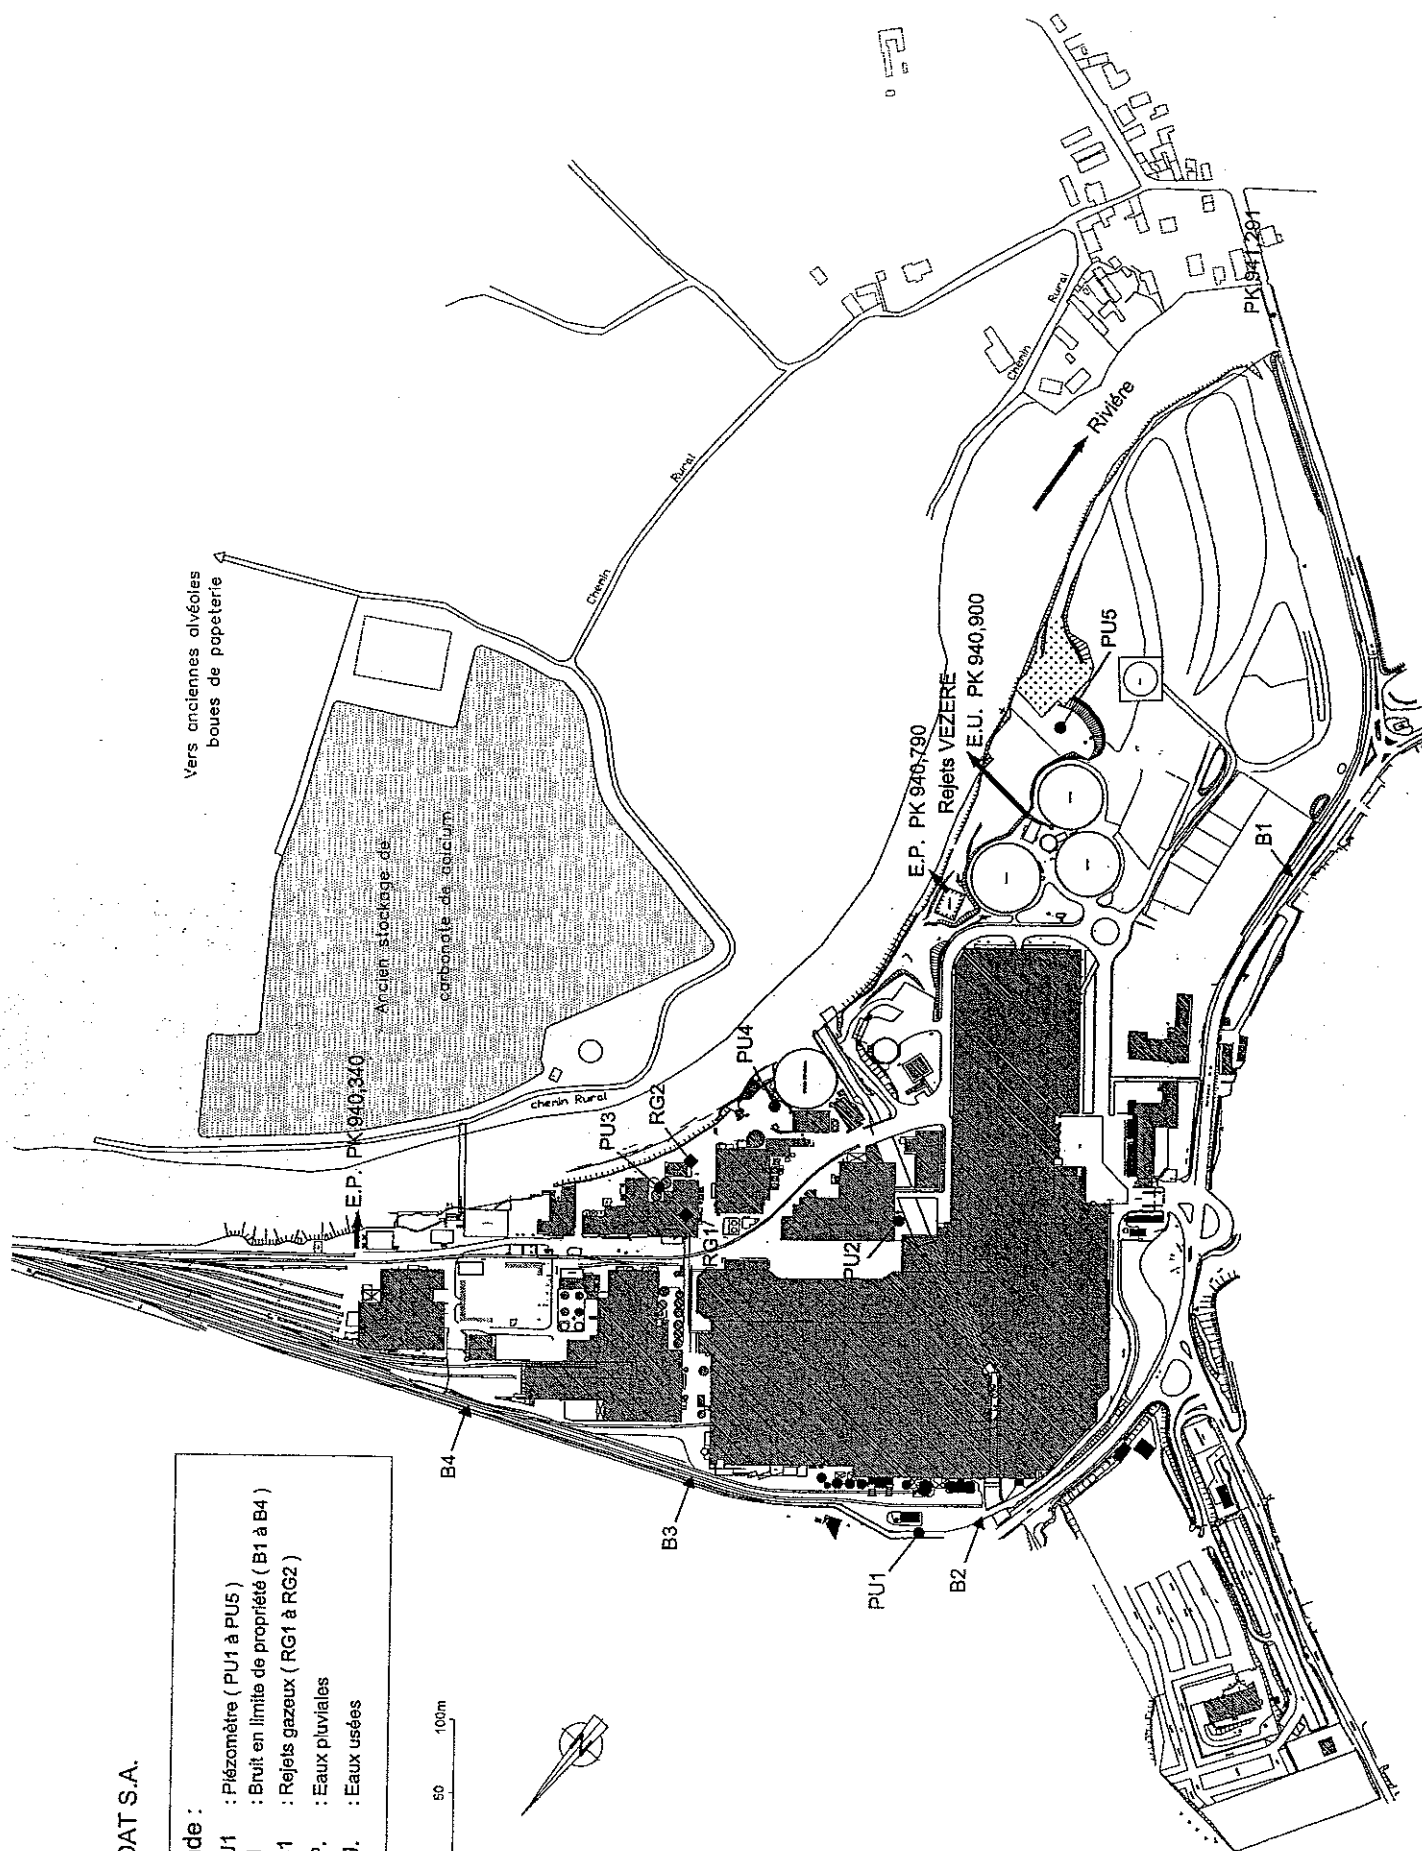 DAT S.A.
de :
J1 : Piézomètre ( PU1 à PU5 )
: Bruit en limite de propriété ( B1 à B4 )
: Rejets gazeux ( RG1 à RG2 )
: Eaux pluviales
: Eaux usées
50 100m
N
Vers anciennes alvéoles
boues de papeterie
Ancien stockage de
carbonate de calcium
E.P. PK 940,340
chenin Rural
PU3
RG2
PU4
RG1
PU2
B4
B3
PU1
B2
E.P. PK 940,790
Rejets VEZERE
E.U. PK 940,900
PU5
B1
Rivière
Chemin Rural
Chemin Rural
PK 941,291